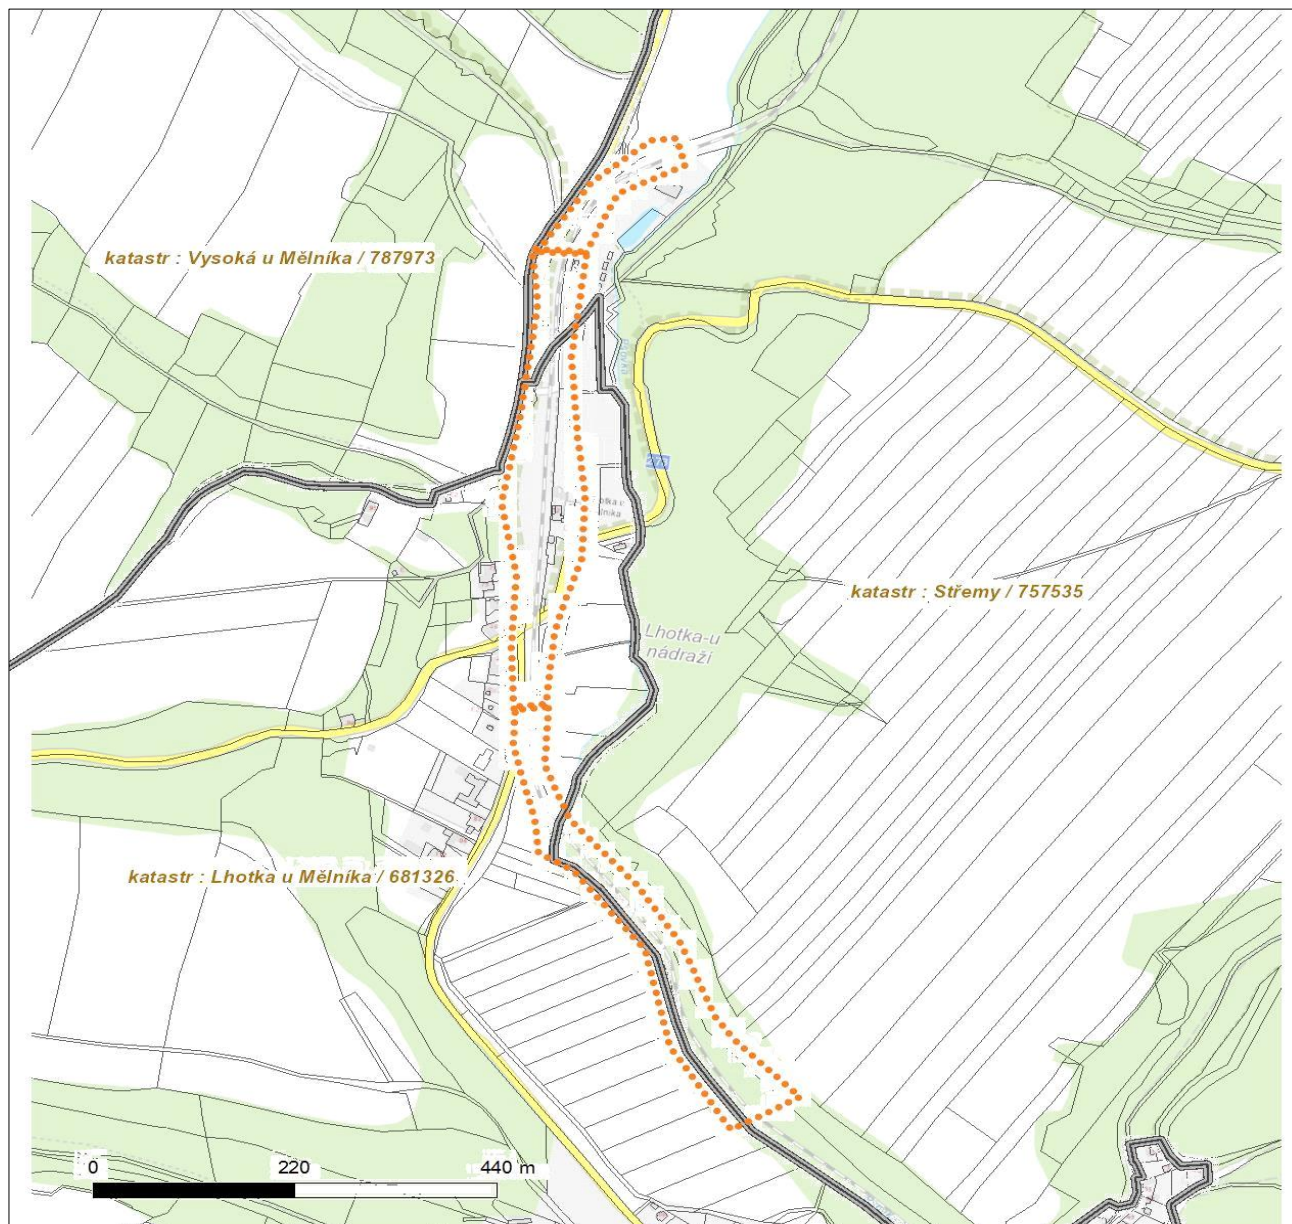 katastr : Vysoká u Mělníka / 787973
katastr : Střemy / 757535
Lhotka-u
nádraží
katastr : Lhotka u Mělníka / 681326
0 220 440 m